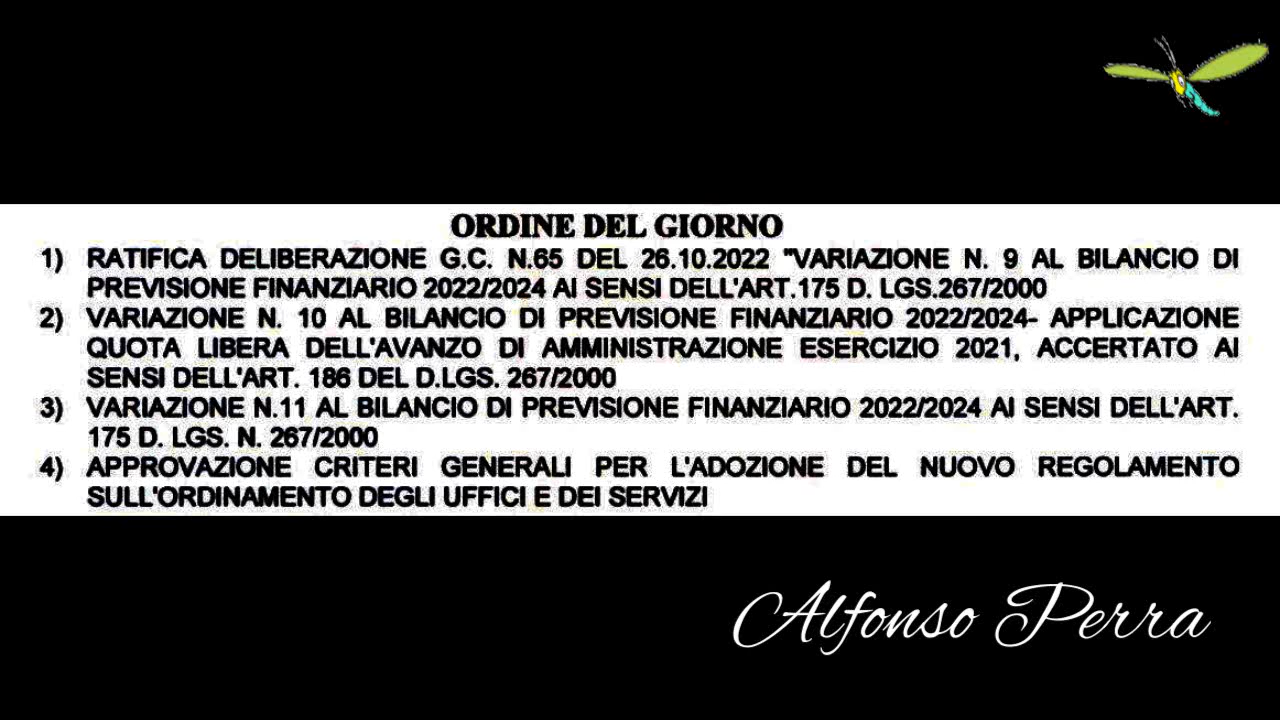 ORDINE DEL GIORNO
1) RATIFICA DELIBERAZIONE G.C. N.65 DEL 26.10.2022 "VARIAZIONE N. 9 AL BILANCIO DI
PREVISIONE FINANZIARIO 2022/2024 AI SENSI DELL'ART.175 D. LGS.267/2000
2) VARIAZIONE N. 10 AL BILANCIO DI PREVISIONE FINANZIARIO 2022/2024- APPLICAZIONE
QUOTA LIBERA DELL'AVANZO DI AMMINISTRAZIONE ESERCIZIO 2021, ACCERTATO AI
SENSI DELL'ART. 186 DEL D.LGS. 267/2000
3) VARIAZIONE N.11 AL BILANCIO DI PREVISIONE FINANZIARIO 2022/2024 AI SENSI DELL'ART.
175 D. LGS. N. 267/2000
4) APPROVAZIONE CRITERI GENERALI PER L'ADOZIONE DEL NUOVO REGOLAMENTO
SULL'ORDINAMENTO DEGLI UFFICI E DEI SERVIZI
Alfonso Perra